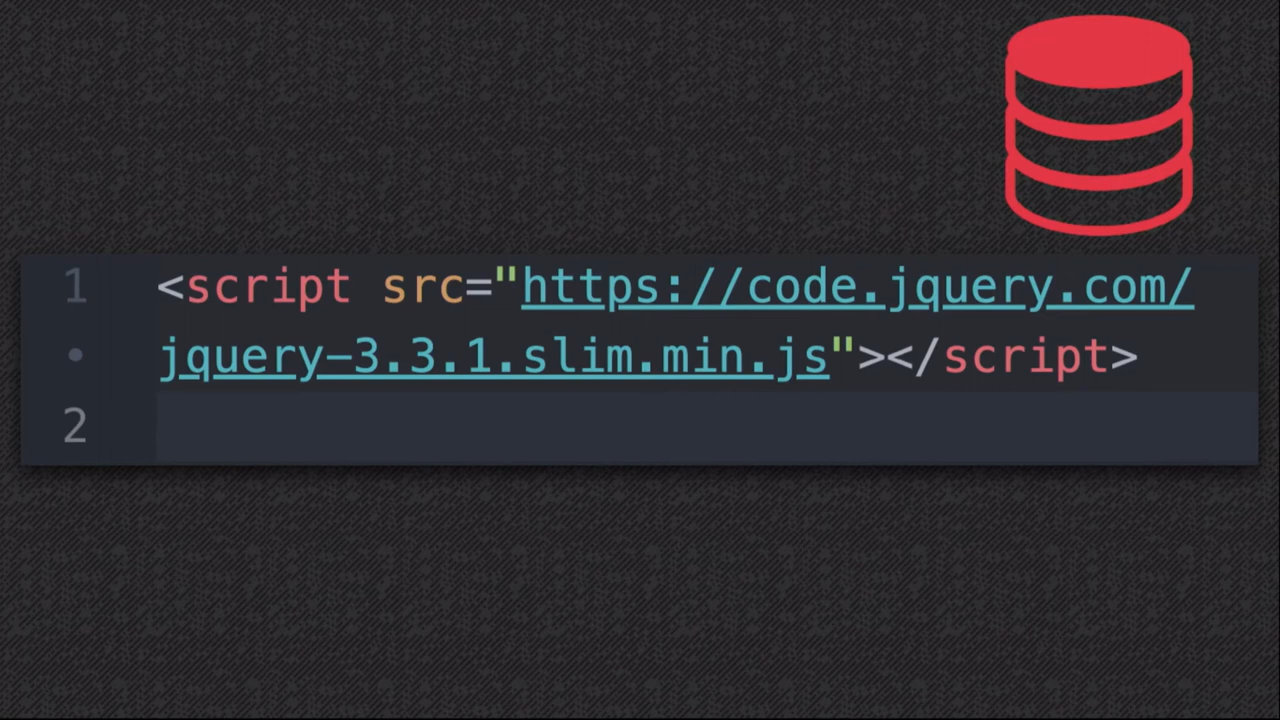 1 <script src="https://code.jquery.com/
• jquery-3.3.1.slim.min.js"></script>
2